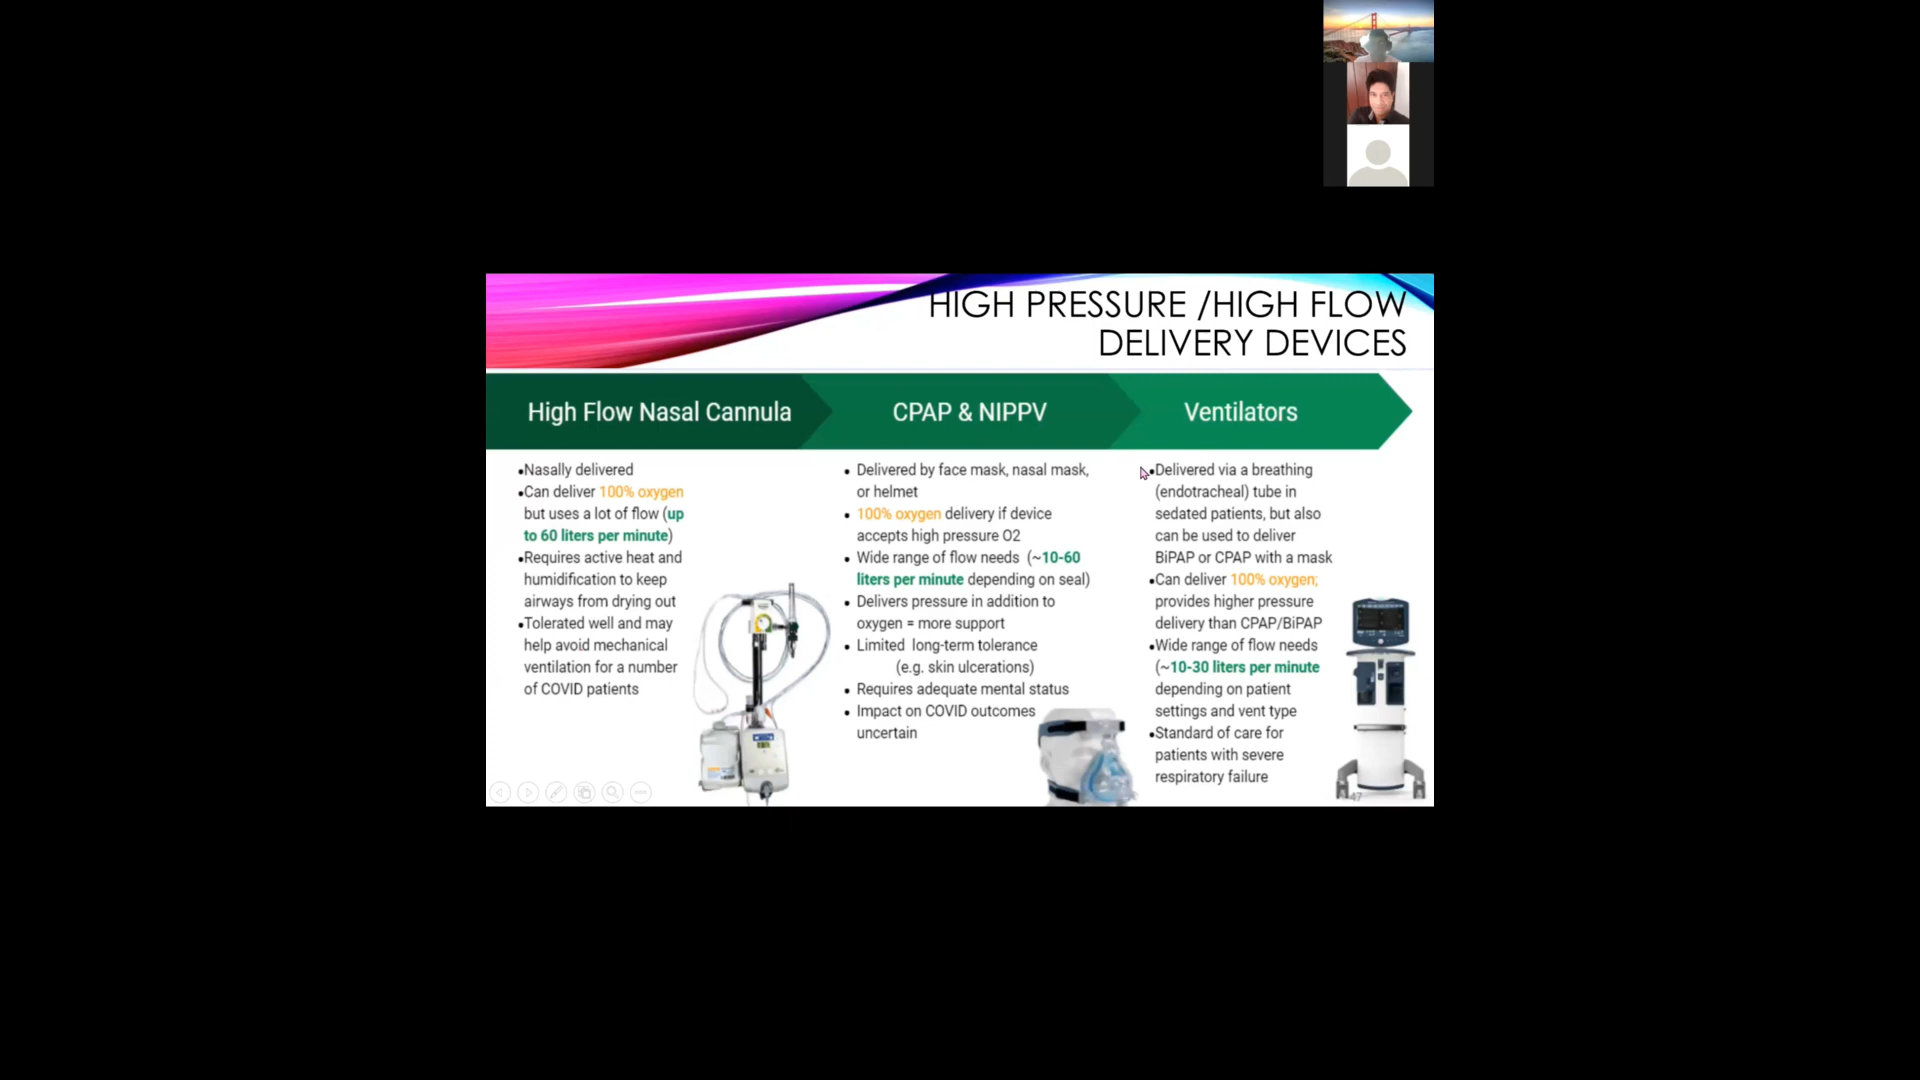 HIGH PRESSURE /HIGH FLOW
DELIVERY DEVICES
High Flow Nasal Cannula
CPAP & NIPPV
Ventilators
•Nasally delivered
•Can deliver 100% oxygen
but uses a lot of flow (up
to 60 liters per minute)
•Requires active heat and
humidification to keep
airways from drying out
•Tolerated well and may
help avoid mechanical
ventilation for a number
of COVID patients
• Delivered by face mask, nasal mask,
or helmet
• 100% oxygen delivery if device
accepts high pressure O2
• Wide range of flow needs (~10-60
liters per minute depending on seal)
• Delivers pressure in addition to
oxygen = more support
• Limited long-term tolerance
(e.g. skin ulcerations)
• Requires adequate mental status
• Impact on COVID outcomes
uncertain
•Delivered via a breathing
(endotracheal) tube in
sedated patients, but also
can be used to deliver
BiPAP or CPAP with a mask
•Can deliver 100% oxygen;
provides higher pressure
delivery than CPAP/BiPAP
•Wide range of flow needs
(~10-30 liters per minute
depending on patient
settings and vent type
•Standard of care for
patients with severe
respiratory failure
47